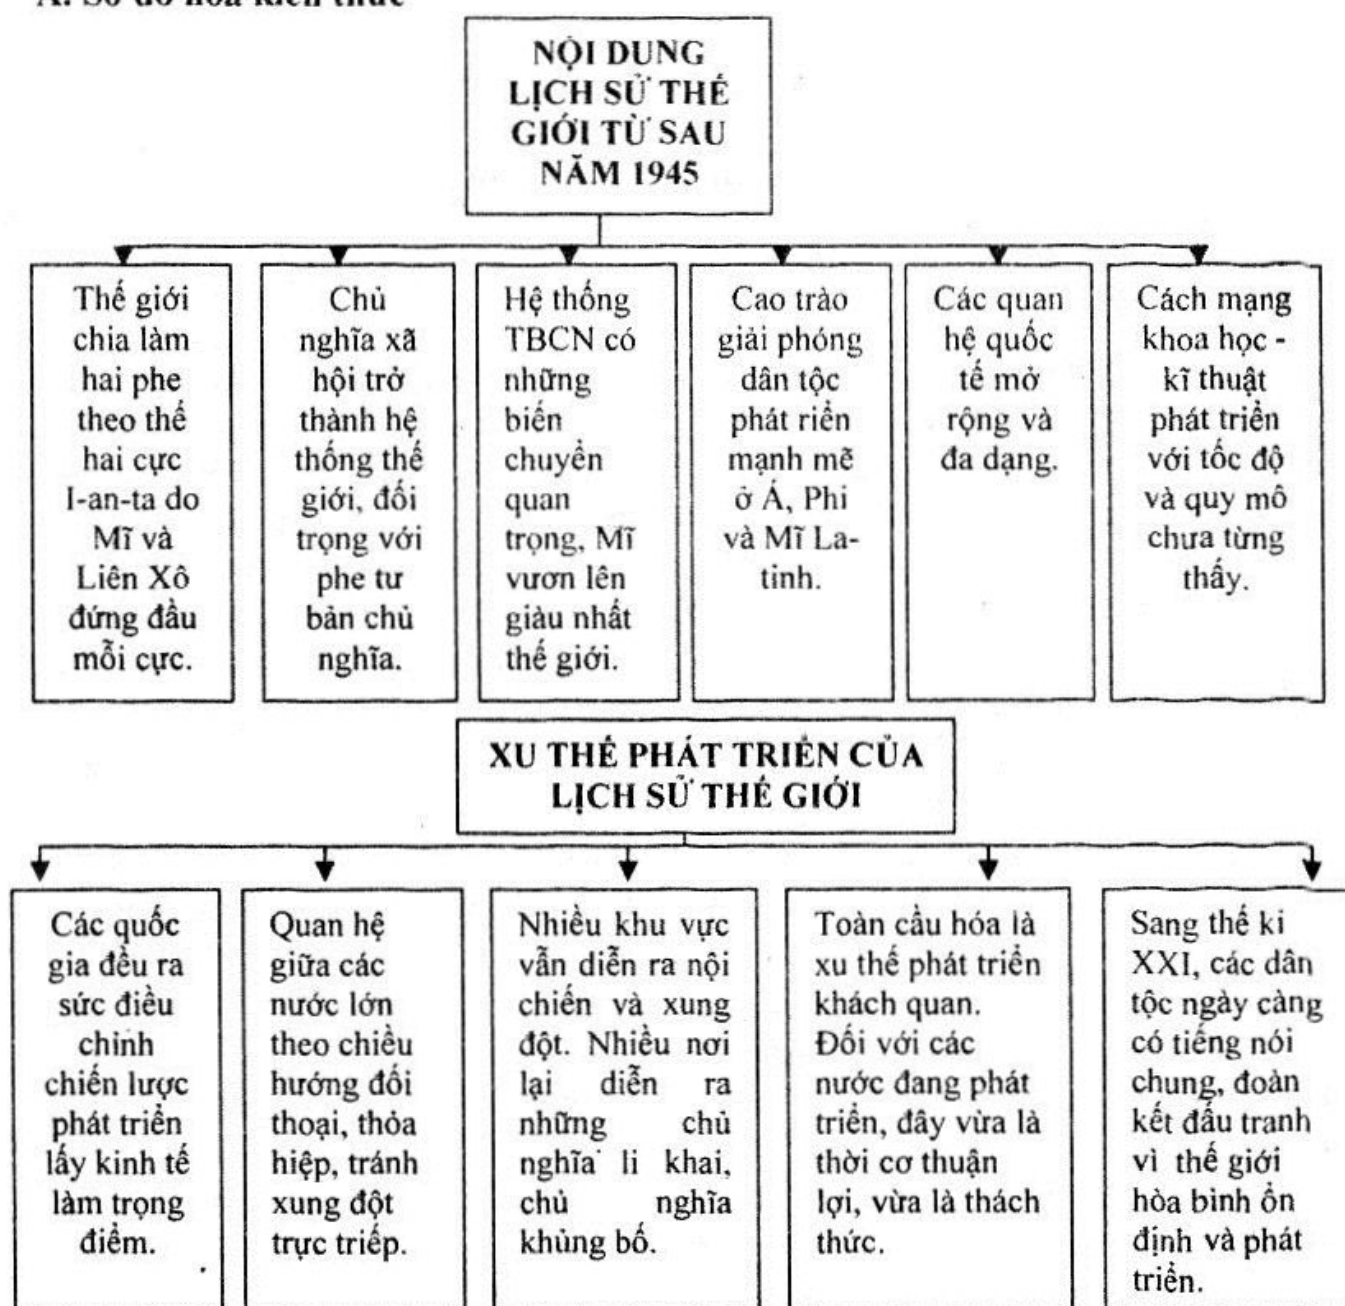 A. Sơ đồ hóa kiến thức
NỘI DUNG
LỊCH SỬ THẾ
GIỚI TỪ SAU
NĂM 1945
Thế giới
chia làm
hai phe
theo thế
hai cực
I-an-ta do
Mĩ và
Liên Xô
đứng đầu
mỗi cực.
Chủ
nghĩa xã
hội trở
thành hệ
thống thế
giới, đối
trọng với
phe tư
bản chủ
nghĩa.
Hệ thống
TBCN có
những
biến
chuyển
quan
trọng, Mĩ
vươn lên
giàu nhất
thế giới.
Cao trào
giải phóng
dân tộc
phát riển
mạnh mẽ
ở Á, Phi
và Mĩ La-
tinh.
Các quan
hệ quốc
tế mở
rộng và
đa dạng.
Cách mạng
khoa học -
kĩ thuật
phát triển
với tốc độ
và quy mô
chưa từng
thấy.
XU THẾ PHÁT TRIỂN CỦA
LỊCH SỬ THẾ GIỚI
Các quốc
gia đều ra
sức điều
chỉnh
chiến lược
phát triển
lấy kinh tế
làm trọng
điểm.
Quan hệ
giữa các
nước lớn
theo chiều
hướng đối
thoại, thỏa
hiệp, tránh
xung đột
trực triếp.
Nhiều khu vực
vẫn diễn ra nội
chiến và xung
đột. Nhiều nơi
lại diễn ra
những chủ
nghĩa li khai,
chủ nghĩa
khủng bố.
Toàn cầu hóa là
xu thế phát triển
khách quan.
Đối với các
nước đang phát
triển, đây vừa là
thời cơ thuận
lợi, vừa là thách
thức.
Sang thế kỉ
XXI, các dân
tộc ngày càng
có tiếng nói
chung, đoàn
kết đấu tranh
vì thế giới
hòa bình ổn
định và phát
triển.